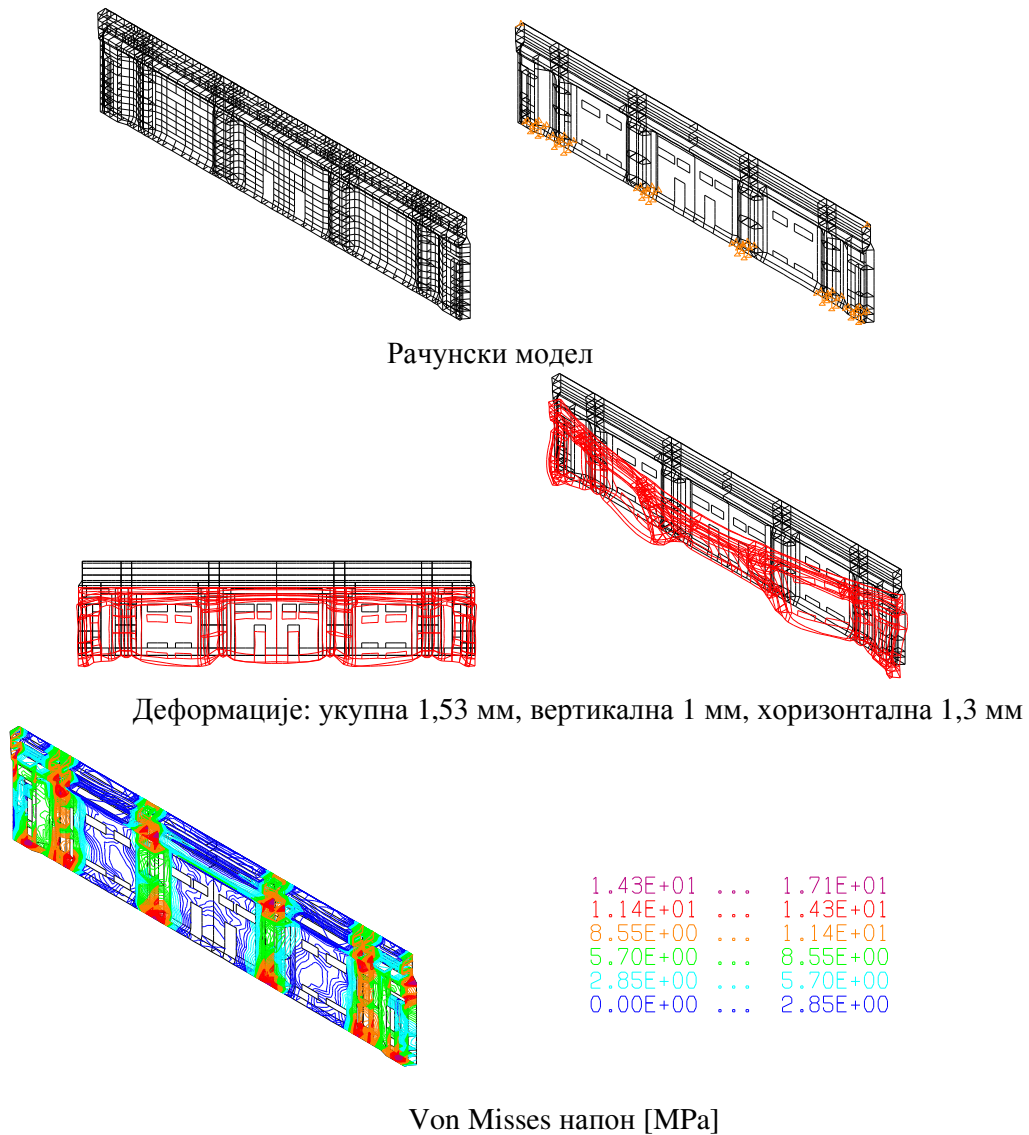 Рачунски модел
Деформације: укупна 1,53 мм, вертикална 1 мм, хоризонтална 1,3 мм
1.43E+01 ... 1.71E+01
1.14E+01 ... 1.43E+01
8.55E+00 ... 1.14E+01
5.70E+00 ... 8.55E+00
2.85E+00 ... 5.70E+00
0.00E+00 ... 2.85E+00
Von Misses напон [MPa]